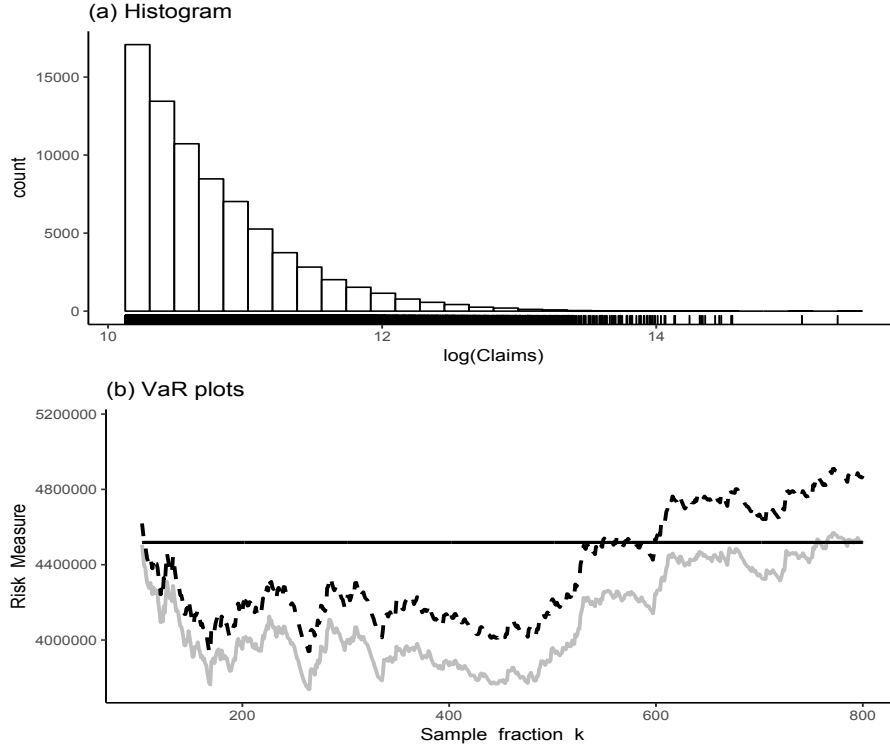 (a) Histogram
15000
10000
5000
0
count
10 12 14
log(Claims)
(b) VaR plots
5200000
4800000
4400000
4000000
Risk Measure
200 400 600 800
Sample fraction k